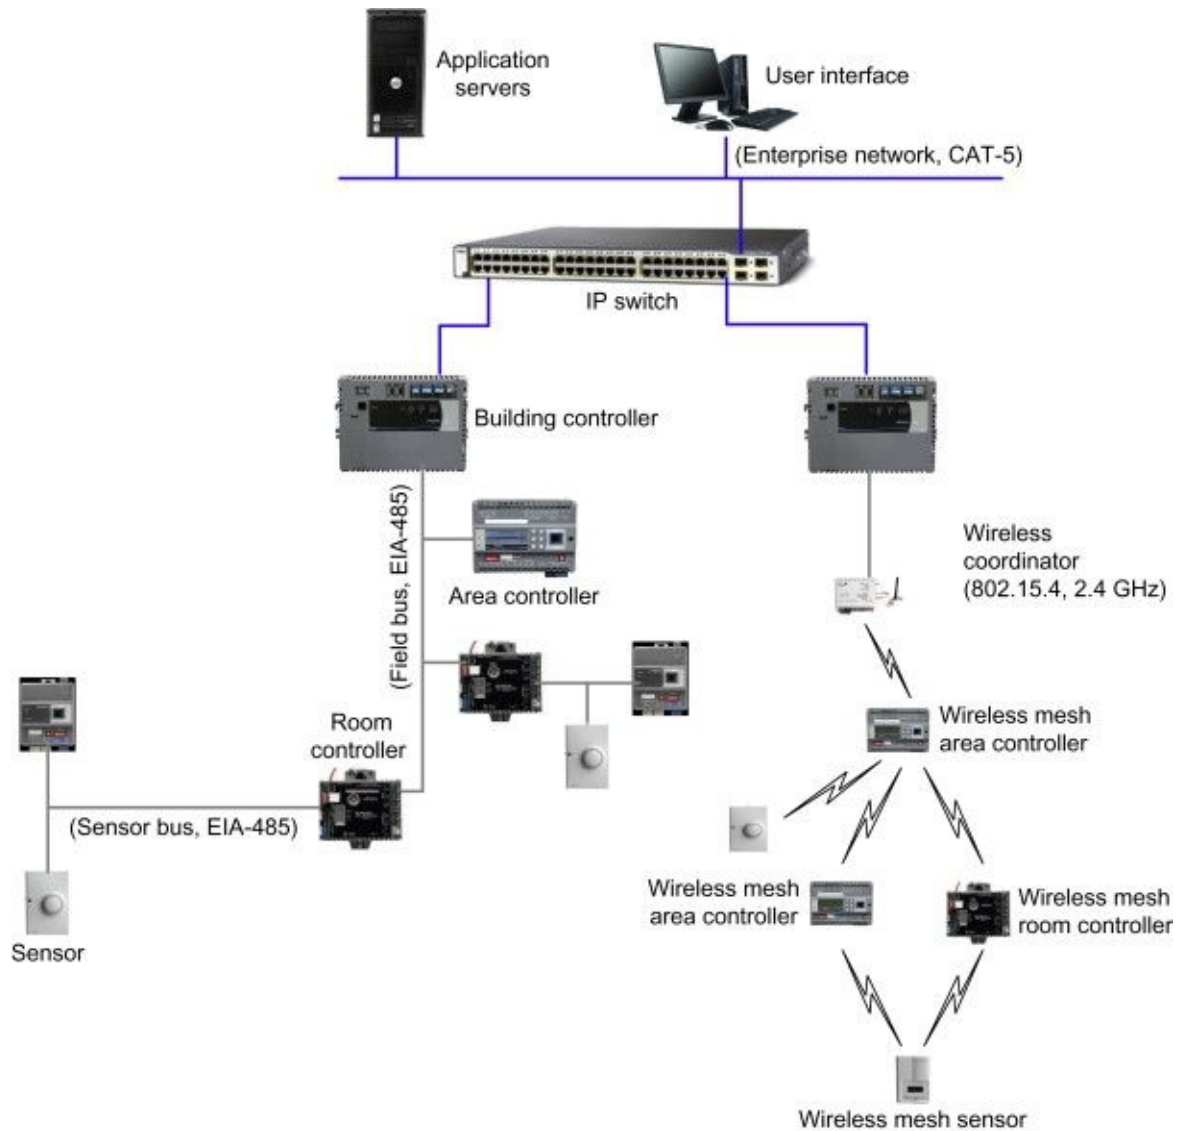 Application
servers
User interface
(Enterprise network, CAT-5)
IP switch
Building controller
(Field bus, EIA-485)
Area controller
Wireless
coordinator
(802.15.4, 2.4 GHz)
Room
controller
(Sensor bus, EIA-485)
Sensor
Wireless mesh
area controller
Wireless mesh
area controller
Wireless mesh
room controller
Wireless mesh sensor